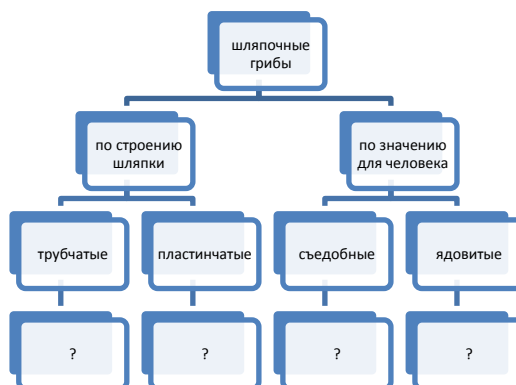 шляпочные
грибы
по строению
шляпки
по значению
для человека
трубчатые
пластинчатые
съедобные
ядовитые
?
?
?
?